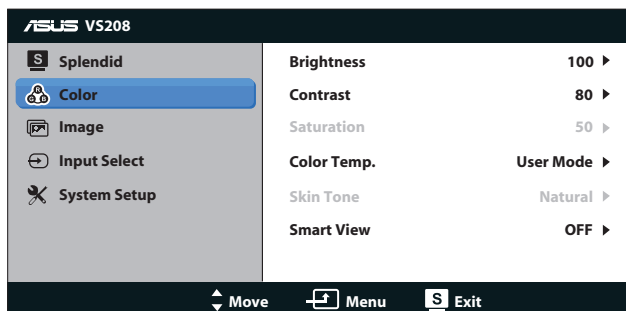 ASUS VS208
S Splendid
R G B Color
Image
Input Select
System Setup
Brightness 100
Contrast 80
Saturation 50
Color Temp. User Mode
Skin Tone Natural
Smart View OFF
Move Menu S Exit